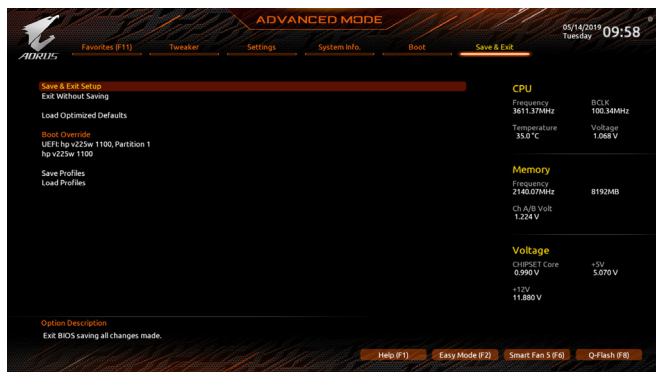 ADVANCED MODE
05/14/2019 Tuesday 09:58
AORUS
Favorites (F11) Tweaker Settings System Info. Boot Save & Exit
Save & Exit Setup
Exit Without Saving
Load Optimized Defaults
Boot Override
UEFI: hp v225w 1100, Partition 1
hp v225w 1100
Save Profiles
Load Profiles
CPU
Frequency BCLK
3611.37MHz 100.34MHz
Temperature Voltage
35.0 °C 1.068 V
Memory
Frequency
2140.07MHz 8192MB
Ch A/B Volt
1.224 V
Voltage
CHIPSET Core +5V
0.990 V 5.070 V
+12V
11.880 V
Option Description
Exit BIOS saving all changes made.
Help (F1) Easy Mode (F2) Smart Fan 5 (F6) Q-Flash (F8)